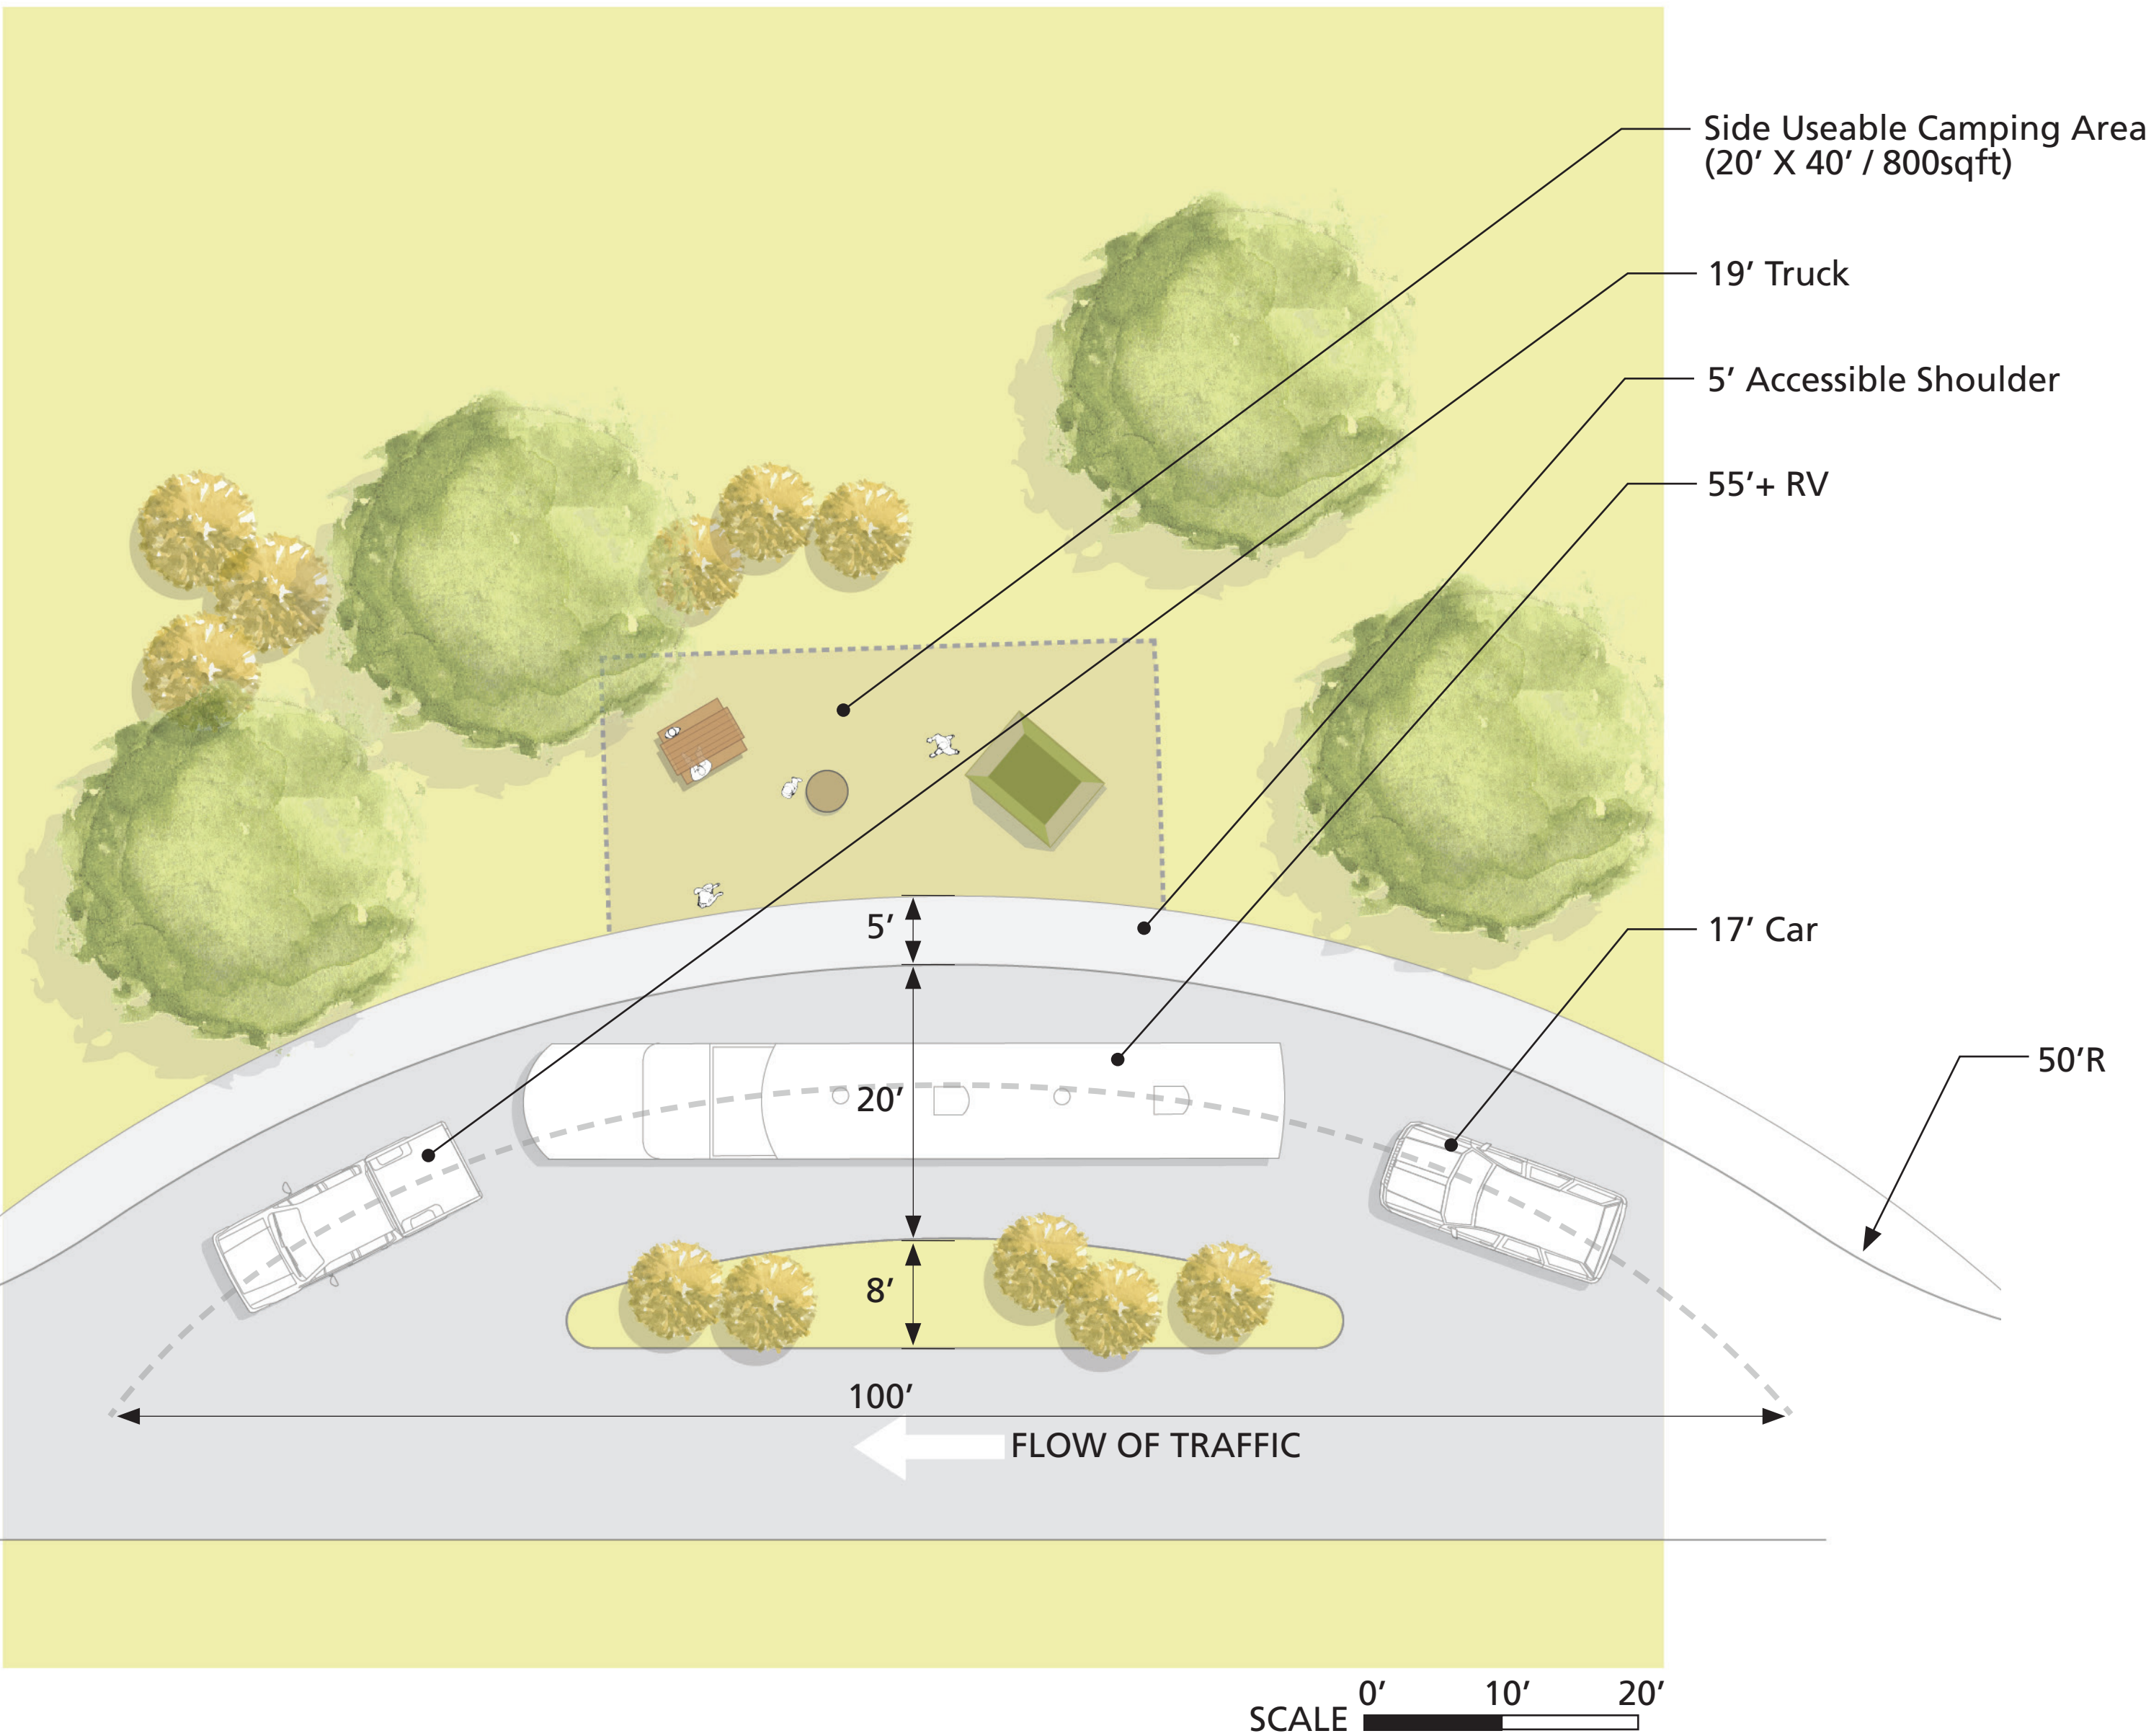 Side Useable Camping Area
(20’ X 40’ / 800sqft)
19’ Truck
5’ Accessible Shoulder
55’+ RV
5’
17’ Car
50’R
20’
8’
100’
FLOW OF TRAFFIC
0’ 10’ 20’
SCALE